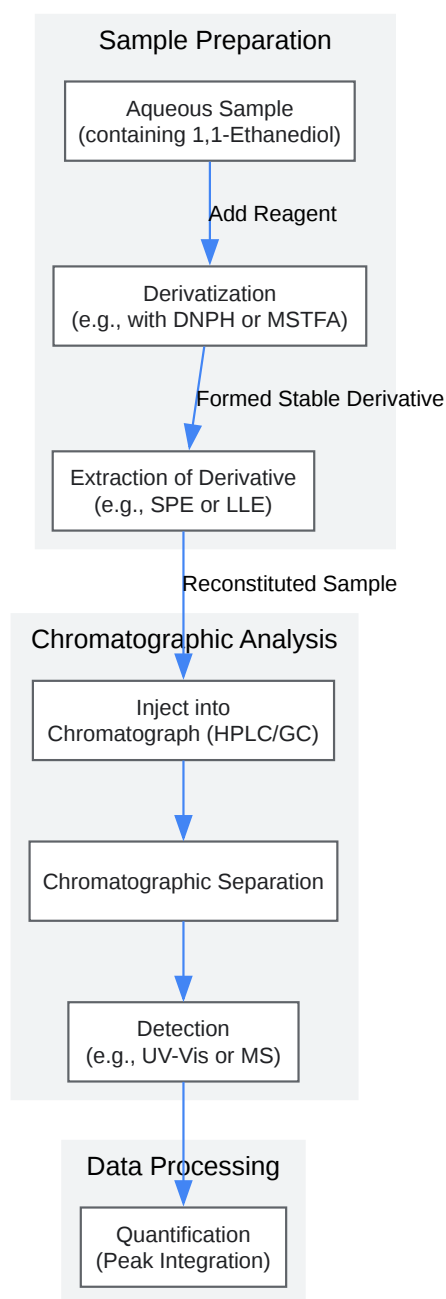 Sample Preparation
Aqueous Sample
(containing 1,1-Ethanediol)
Add Reagent
Derivatization
(e.g., with DNPH or MSTFA)
Formed Stable Derivative
Extraction of Derivative
(e.g., SPE or LLE)
Reconstituted Sample
Chromatographic Analysis
Inject into
Chromatograph (HPLC/GC)
Chromatographic Separation
Detection
(e.g., UV-Vis or MS)
Data Processing
Quantification
(Peak Integration)